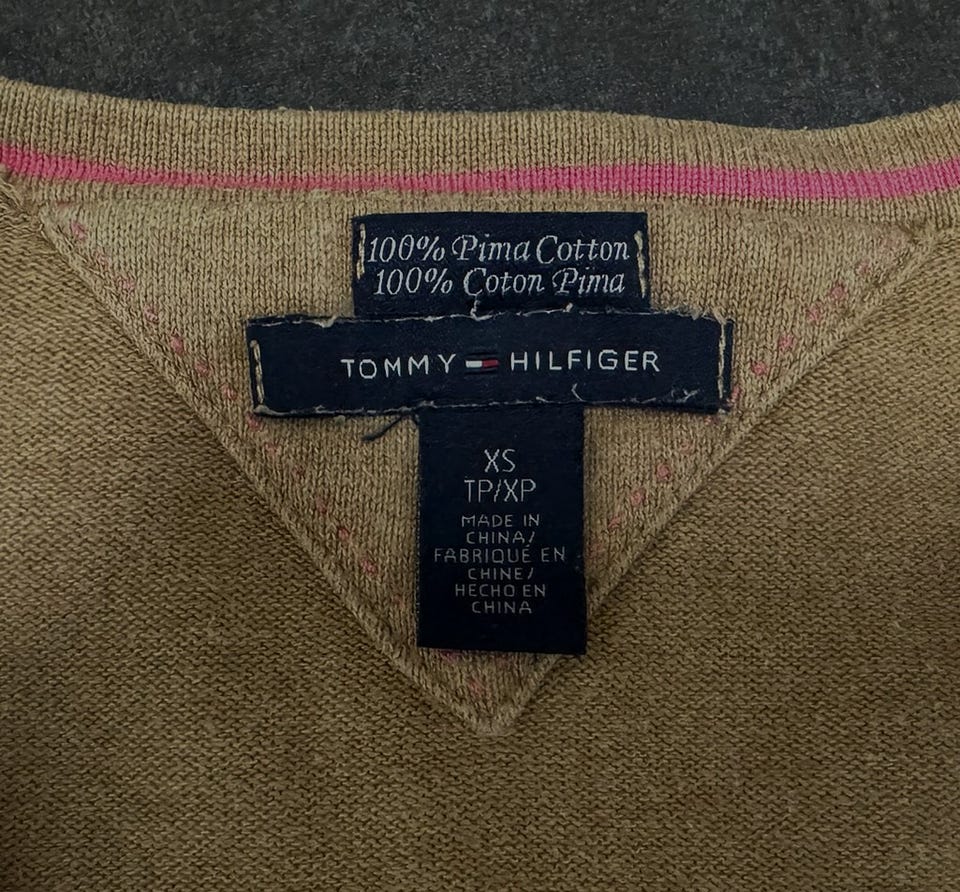 100% Pima Cotton
100% Coton Pima
TOMMY HILFIGER
XS
TP/XP
MADE IN
CHINA/
FABRIQUÉ EN
CHINE/
HECHO EN
CHINA